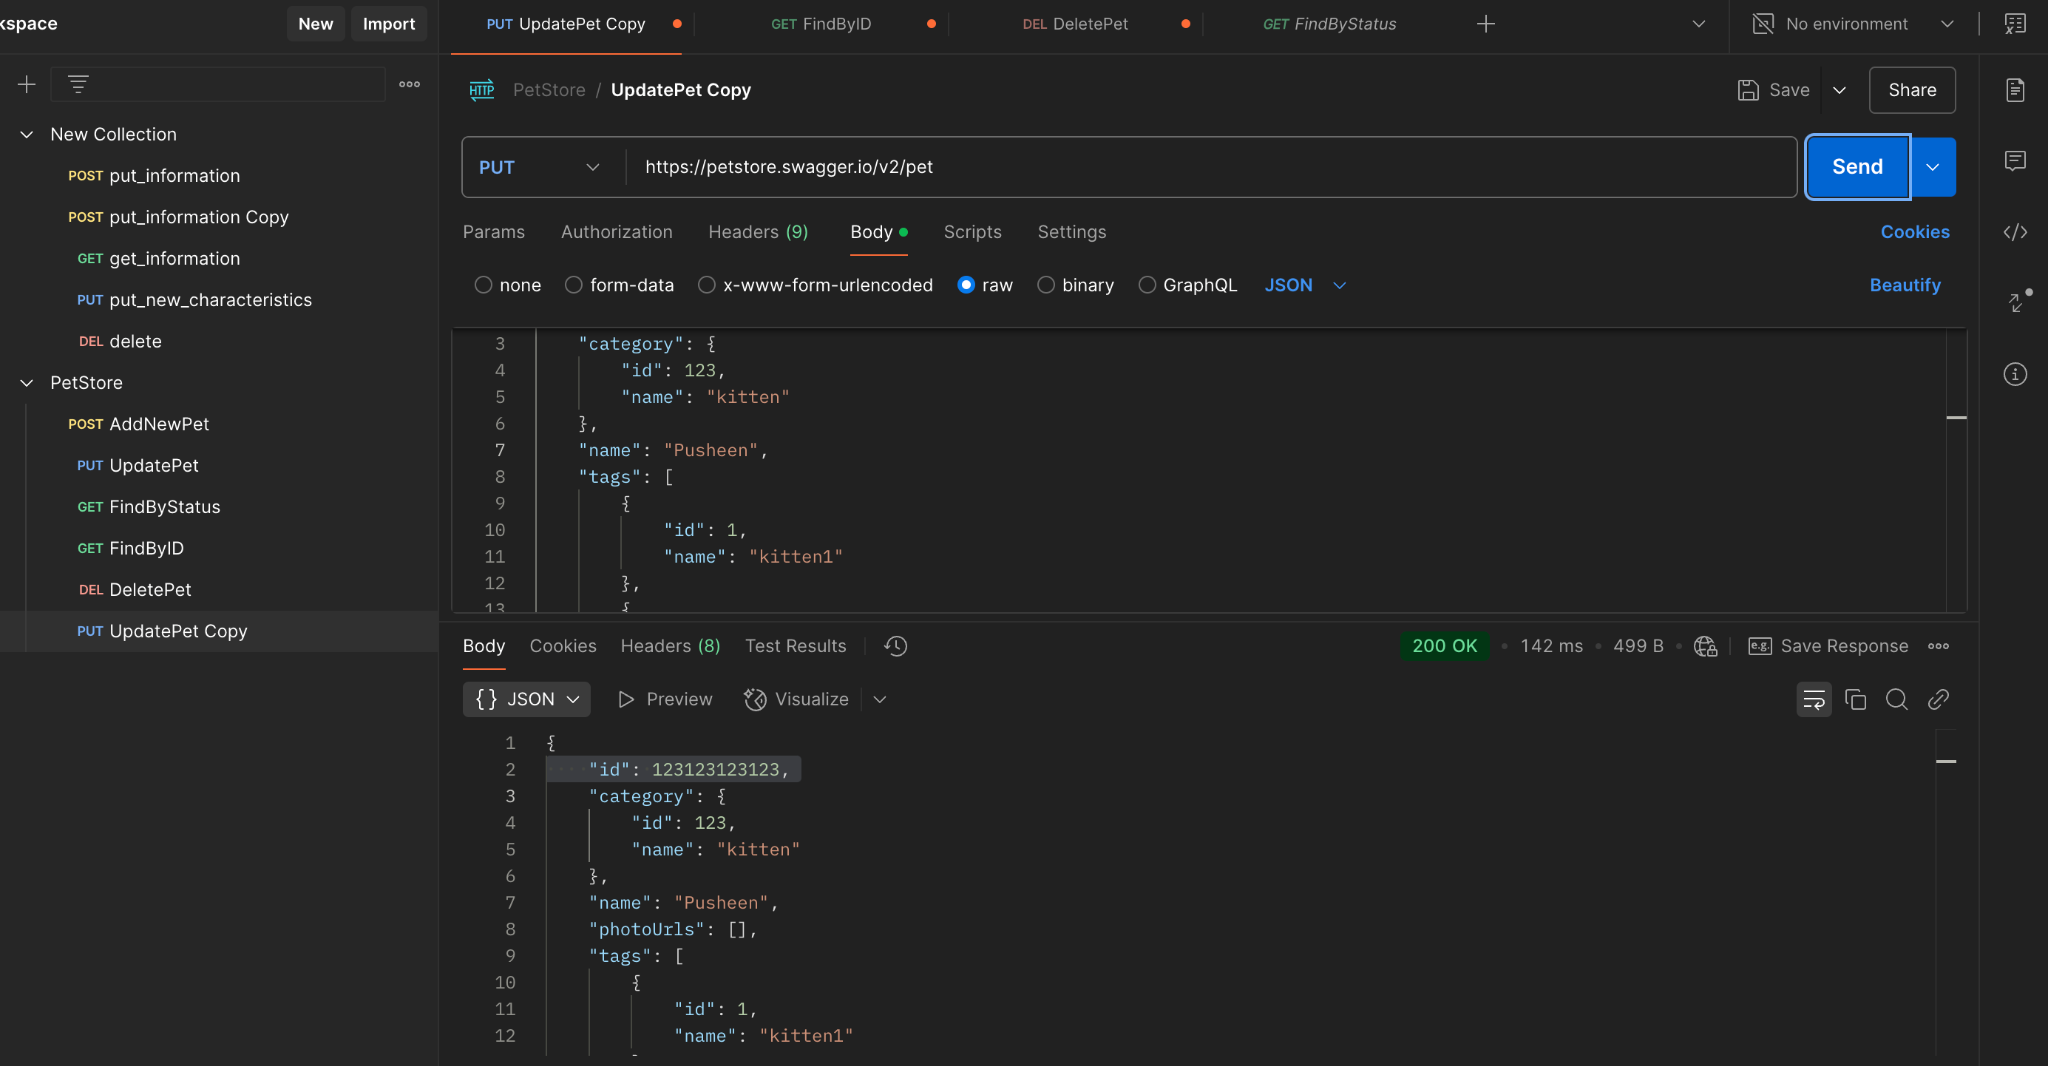 kspace
New
Import
PUT UpdatePet Copy
GET FindByID
DEL DeletePet
GET FindByStatus
No environment
New Collection
POST put_information
POST put_information Copy
GET get_information
PUT put_new_characteristics
DEL delete
PetStore
POST AddNewPet
PUT UpdatePet
GET FindByStatus
GET FindByID
DEL DeletePet
PUT UpdatePet Copy
HTTP PetStore / UpdatePet Copy
Save
Share
PUT
https://petstore.swagger.io/v2/pet
Send
Params Authorization Headers (9) Body Scripts Settings
Cookies
none form-data x-www-form-urlencoded raw binary GraphQL JSON
Beautify
3 "category": {
4 "id": 123,
5 "name": "kitten"
6 },
7 "name": "Pusheen",
8 "tags": [
9 {
10 "id": 1,
11 "name": "kitten1"
12 },
13 {
Body Cookies Headers (8) Test Results
200 OK • 142 ms • 499 B •
e.g. Save Response
{} JSON Preview Visualize
1 {
2 "id": 123123123123,
3 "category": {
4 "id": 123,
5 "name": "kitten"
6 },
7 "name": "Pusheen",
8 "photoUrls": [],
9 "tags": [
10 {
11 "id": 1,
12 "name": "kitten1"